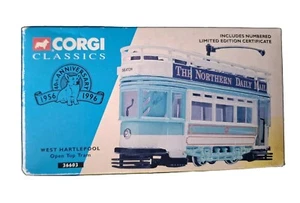 CORGI
CLASSICS
INCLUDES NUMBERED
LIMITED EDITION CERTIFICATE
40th ANNIVERSARY
1956 1996
THE NORTHERN DAILY MAIL
WEST HARTLEPOOL
Open Top Tram
36603